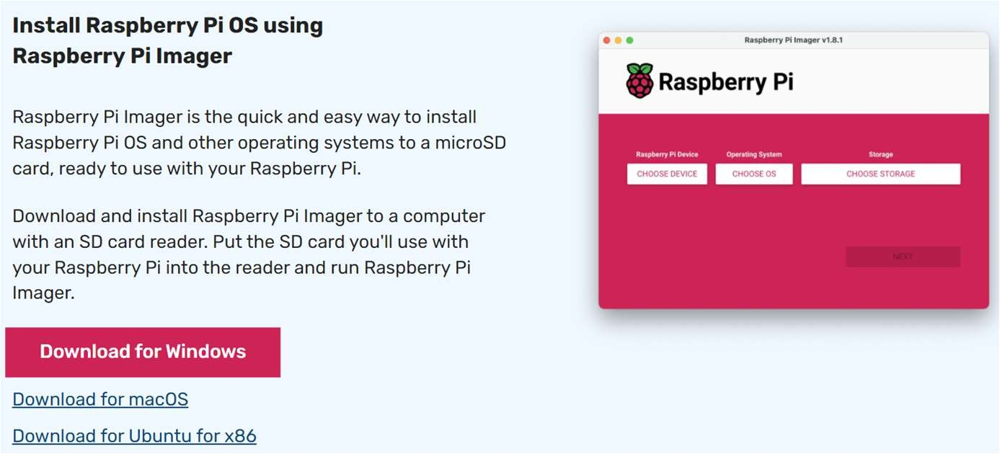 Install Raspberry Pi OS using
Raspberry Pi Imager
Raspberry Pi Imager is the quick and easy way to install
Raspberry Pi OS and other operating systems to a microSD
card, ready to use with your Raspberry Pi.
Download and install Raspberry Pi Imager to a computer
with an SD card reader. Put the SD card you'll use with
your Raspberry Pi into the reader and run Raspberry Pi
Imager.
Download for Windows
Download for macOS
Download for Ubuntu for x86
Raspberry Pi Imager v1.8.1
Raspberry Pi
Raspberry Pi Device Operating System Storage
CHOOSE DEVICE CHOOSE OS CHOOSE STORAGE
NEXT